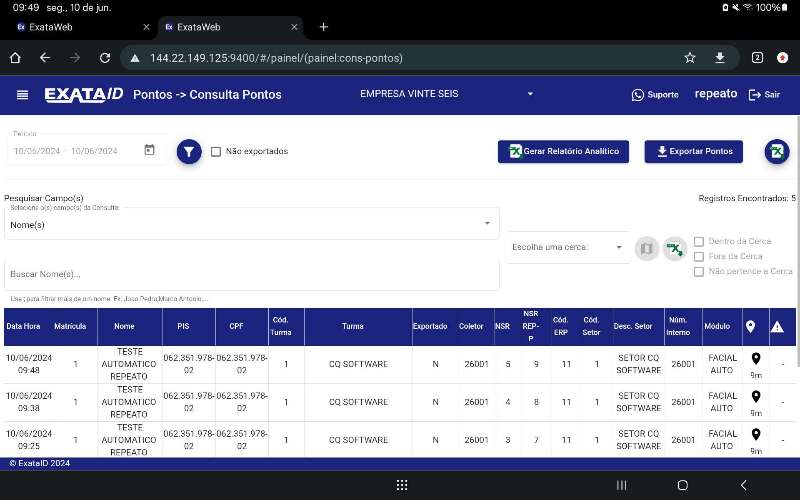 09:49 seg., 10 de jun.
100%
Ex ExataWeb
Ex ExataWeb
144.22.149.125:9400/#/painel/(painel:cons-pontos)
2
EXATAID Pontos -> Consulta Pontos
EMPRESA VINTE SEIS
Suporte
repeato
Sair
Período
10/06/2024 – 10/06/2024
Não exportados
Gerar Relatório Analítico
Exportar Pontos
Pesquisar Campo(s)
Registros Encontrados: 5
Selecione o(s) campo(s) da Consulta
Nome(s)
Escolha uma cerca:
Dentro da Cerca
Fora da Cerca
Não pertence a Cerca
Buscar Nome(s)...
Use ; para filtrar mais de um nome. Ex: Joao Pedro;Marco Antonio;...
Data Hora Matrícula Nome PIS CPF Cód. Turma Turma Exportado Coletor NSR NSR REP-P Cód. ERP Cód. Setor Desc. Setor Núm. Interno Módulo
10/06/2024 09:48 1 TESTE AUTOMATICO REPEATO 062.351.978-02 062.351.978-02 1 CQ SOFTWARE N 26001 5 9 11 1 SETOR CQ SOFTWARE 26001 FACIAL AUTO 9m -
10/06/2024 09:38 1 TESTE AUTOMATICO REPEATO 062.351.978-02 062.351.978-02 1 CQ SOFTWARE N 26001 4 8 11 1 SETOR CQ SOFTWARE 26001 FACIAL AUTO 9m -
10/06/2024 09:25 1 TESTE AUTOMATICO REPEATO 062.351.978-02 062.351.978-02 1 CQ SOFTWARE N 26001 3 7 11 1 SETOR CQ SOFTWARE 26001 FACIAL AUTO 9m -
© ExataID 2024